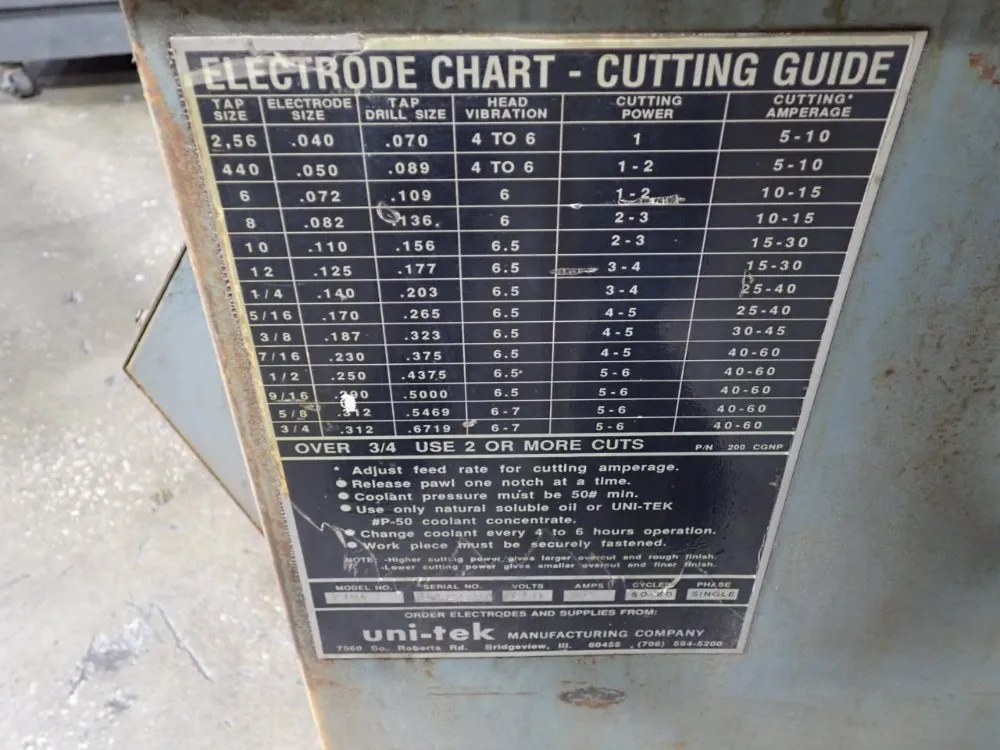 ELECTRODE CHART - CUTTING GUIDE
TAP SIZE ELECTRODE SIZE TAP DRILL SIZE HEAD VIBRATION CUTTING POWER CUTTING* AMPERAGE
2,56 .040 .070 4 TO 6 1 5-10
440 .050 .089 4 TO 6 1-2 5-10
6 .072 .109 6 1-2 10-15
8 .082 .136. 6 2-3 10-15
10 .110 .156 6.5 2-3 15-30
12 .125 .177 6.5 3-4 15-30
1/4 .140 .203 6.5 3-4 25-40
5/16 .170 .265 6.5 4-5 25-40
3/8 .187 .323 6.5 4-5 30-45
7/16 .230 .375 6.5 4-5 40-60
1/2 .250 .4375 6.5 5-6 40-60
9/16 .5000 6.5 5-6 40-60
5/8 .312 .5469 6-7 5-6 40-60
3/4 .312 .6719 6-7 5-6 40-60
OVER 3/4 USE 2 OR MORE CUTS P/N 200 CGNP
* Adjust feed rate for cutting amperage.
● Release pawl one notch at a time.
● Coolant pressure must be 50# min.
● Use only natural soluble oil or UNI-TEK
#P-50 coolant concentrate.
● Change coolant every 4 to 6 hours operation.
● Work piece must be securely fastened.
NOTE: -Higher cutting power gives larger overcut and rough finish.
-Lower cutting power gives smaller overcut and finer finish.
MODEL NO. SERIAL NO. VOLTS AMPS CYCLES PHASE
50-60 SINGLE
ORDER ELECTRODES AND SUPPLIES FROM:
uni-tek MANUFACTURING COMPANY
7960 So. Roberts Rd. Bridgeview, Ill. 60455 (708) 594-5200